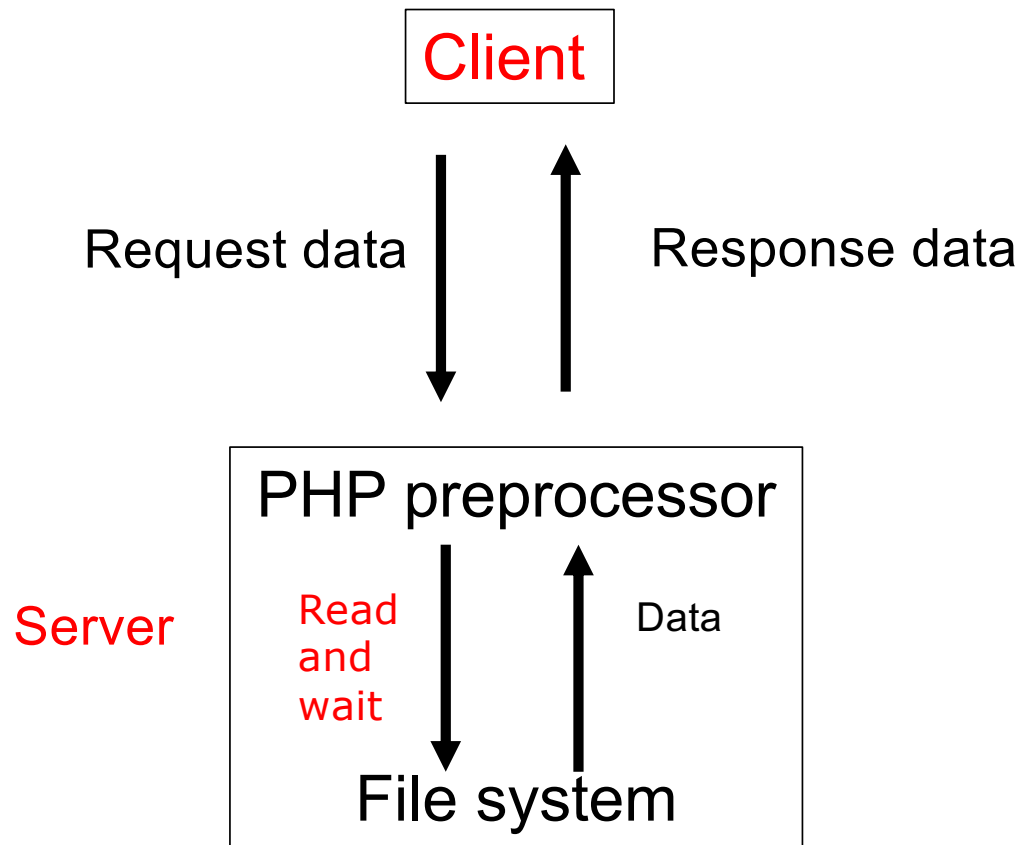 Client
Request data
Response data
PHP preprocessor
Server
Read
and
wait
Data
File system